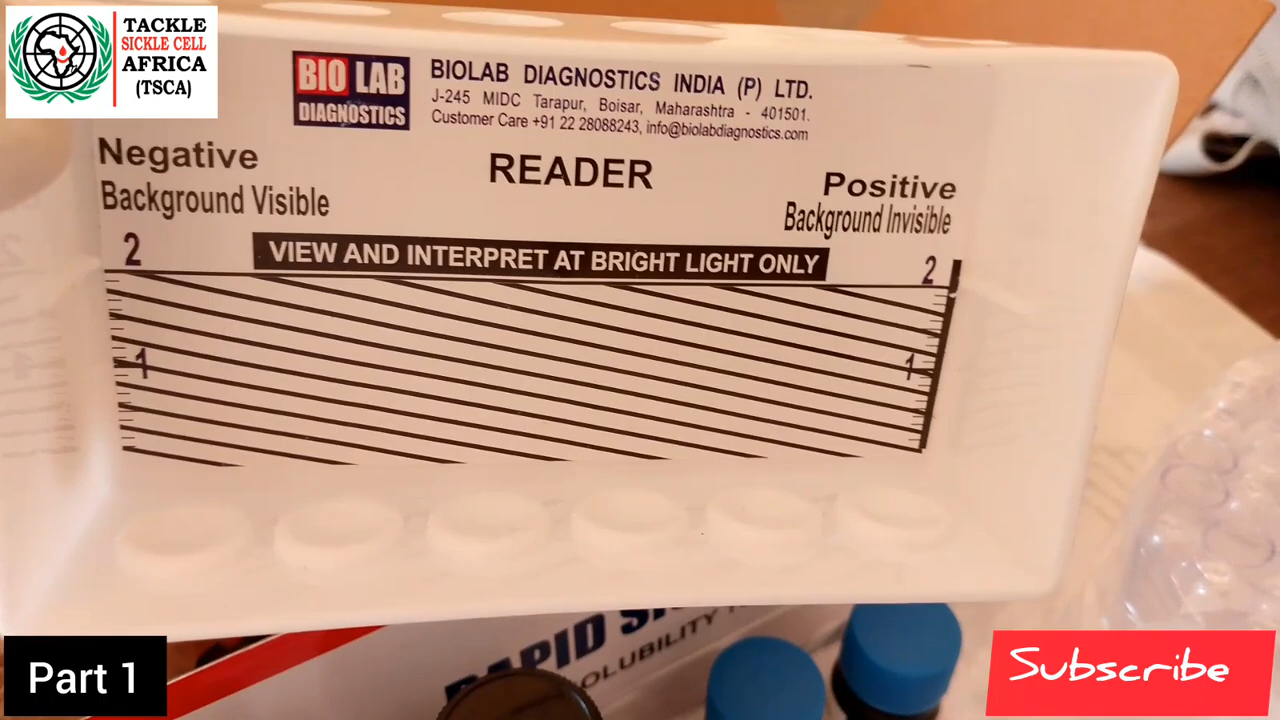 TACKLE
SICKLE CELL
AFRICA
(TSCA)
BIO LAB
DIAGNOSTICS
BIOLAB DIAGNOSTICS INDIA (P) LTD.
J-245 MIDC Tarapur, Boisar, Maharashtra - 401501.
Customer Care +91 22 28088243, info@biolabdiagnostics.com
Negative
Background Visible
READER
Positive
Background Invisible
2
VIEW AND INTERPRET AT BRIGHT LIGHT ONLY
2
1
1
RAPID
SOLUBILITY
Part 1
Subscribe